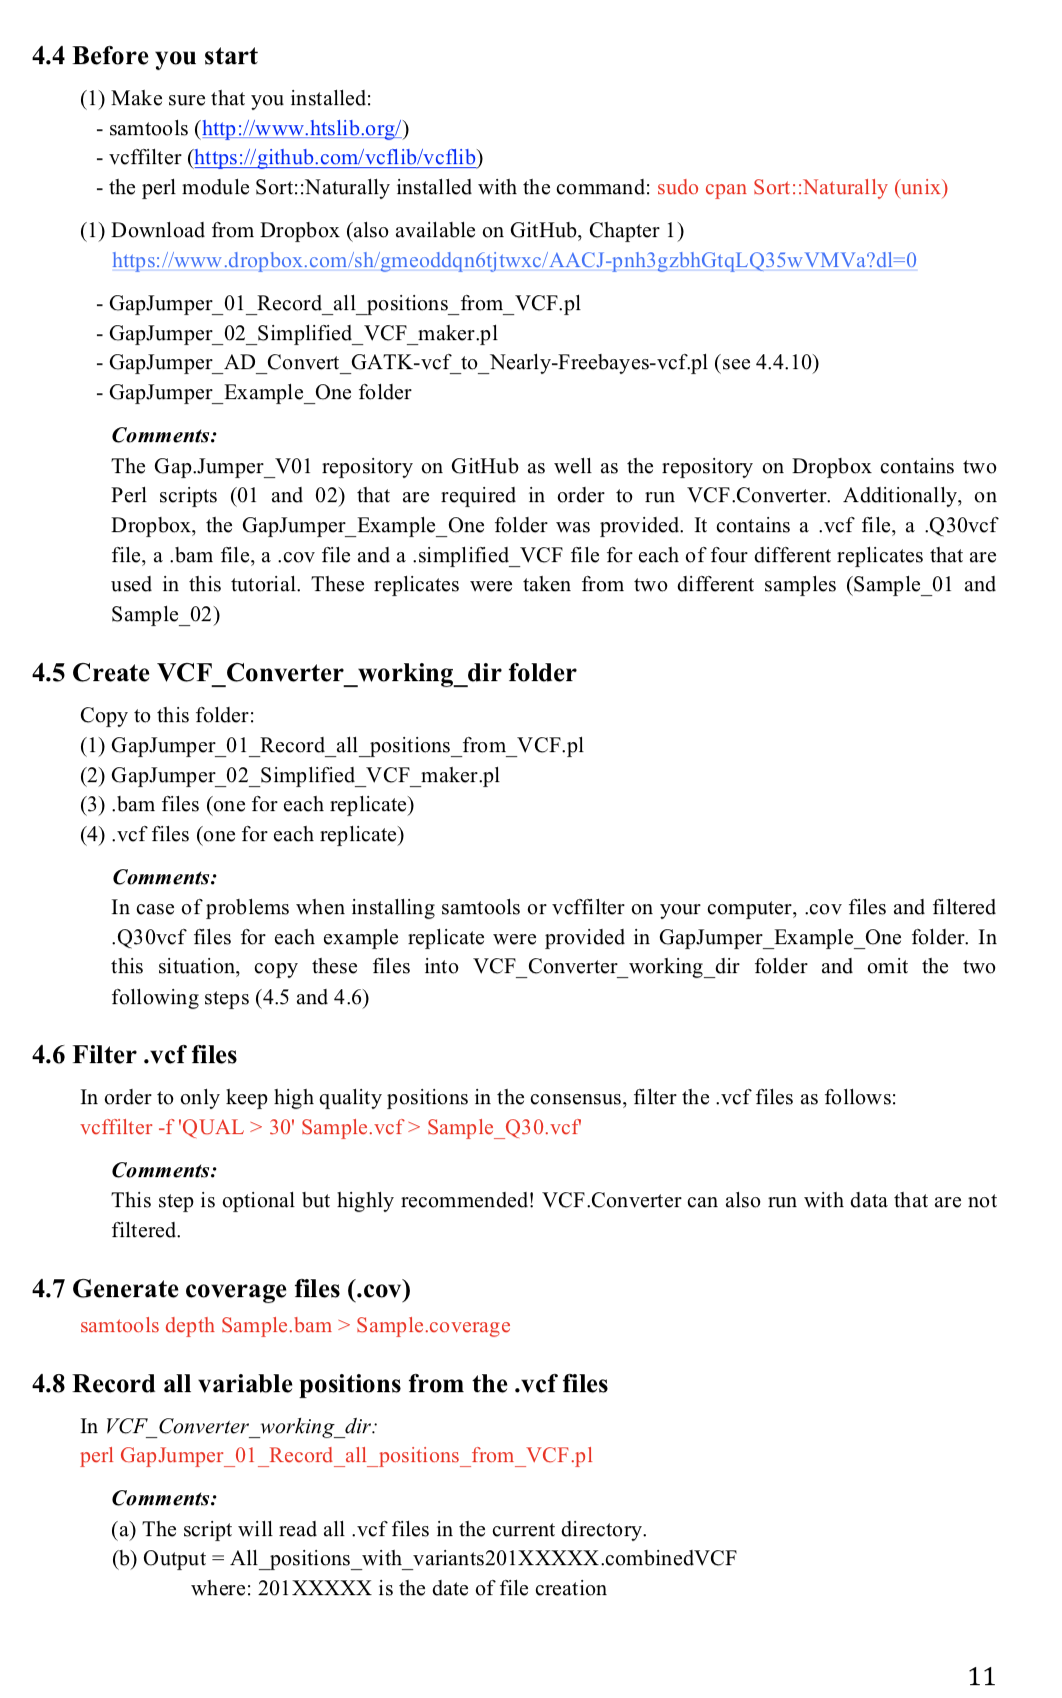 4.4 Before you start
(1) Make sure that you installed:
- samtools (http://www.htslib.org/)
- vcffilter (https://github.com/vcflib/vcflib)
- the perl module Sort::Naturally installed with the command: sudo cpan Sort::Naturally (unix)
(1) Download from Dropbox (also available on GitHub, Chapter 1)
https://www.dropbox.com/sh/gmeoddqn6tjtwxc/AACJ-pnh3gzbhGtqLQ35wVMVa?dl=0
- GapJumper_01_Record_all_positions_from_VCF.pl
- GapJumper_02_Simplified_VCF_maker.pl
- GapJumper_AD_Convert_GATK-vcf_to_Nearly-Freebayes-vcf.pl (see 4.4.10)
- GapJumper_Example_One folder
Comments:
The Gap.Jumper_V01 repository on GitHub as well as the repository on Dropbox contains two
Perl scripts (01 and 02) that are required in order to run VCF.Converter. Additionally, on
Dropbox, the GapJumper_Example_One folder was provided. It contains a .vcf file, a .Q30vcf
file, a .bam file, a .cov file and a .simplified_VCF file for each of four different replicates that are
used in this tutorial. These replicates were taken from two different samples (Sample_01 and
Sample_02)
4.5 Create VCF_Converter_working_dir folder
Copy to this folder:
(1) GapJumper_01_Record_all_positions_from_VCF.pl
(2) GapJumper_02_Simplified_VCF_maker.pl
(3) .bam files (one for each replicate)
(4) .vcf files (one for each replicate)
Comments:
In case of problems when installing samtools or vcffilter on your computer, .cov files and filtered
.Q30vcf files for each example replicate were provided in GapJumper_Example_One folder. In
this situation, copy these files into VCF_Converter_working_dir folder and omit the two
following steps (4.5 and 4.6)
4.6 Filter .vcf files
In order to only keep high quality positions in the consensus, filter the .vcf files as follows:
vcffilter -f 'QUAL > 30' Sample.vcf > Sample_Q30.vcf'
Comments:
This step is optional but highly recommended! VCF.Converter can also run with data that are not
filtered.
4.7 Generate coverage files (.cov)
samtools depth Sample.bam > Sample.coverage
4.8 Record all variable positions from the .vcf files
In VCF_Converter_working_dir:
perl GapJumper_01_Record_all_positions_from_VCF.pl
Comments:
(a) The script will read all .vcf files in the current directory.
(b) Output = All_positions_with_variants201XXXXX.combinedVCF
where: 201XXXXX is the date of file creation
11